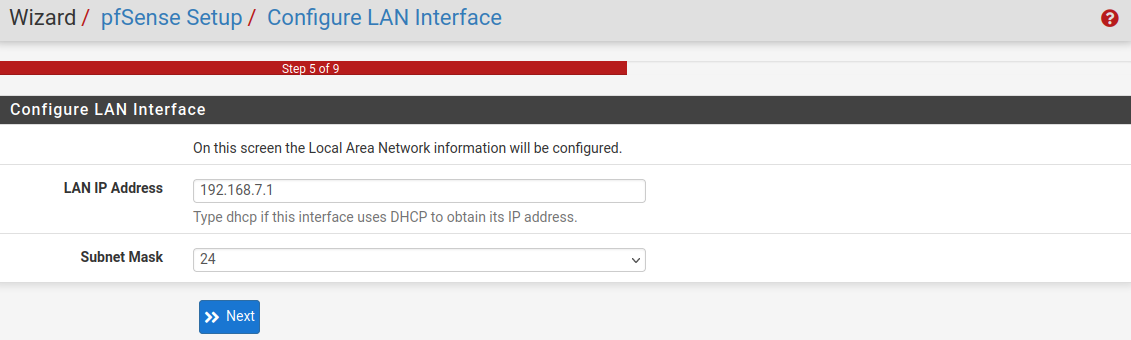 Wizard / pfSense Setup / Configure LAN Interface ?
Step 5 of 9
Configure LAN Interface
On this screen the Local Area Network information will be configured.
LAN IP Address 192.168.7.1
Type dhcp if this interface uses DHCP to obtain its IP address.
Subnet Mask 24
Next